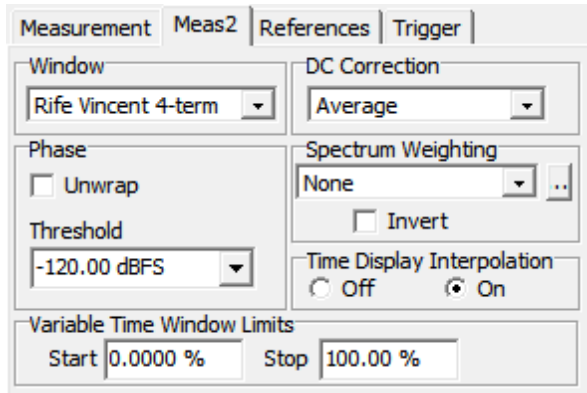 Measurement Meas2 References Trigger
Window
Rife Vincent 4-term
DC Correction
Average
Phase
Unwrap
Threshold
-120.00 dBFS
Spectrum Weighting
None
..
Invert
Time Display Interpolation
Off On
Variable Time Window Limits
Start 0.0000 % Stop 100.00 %